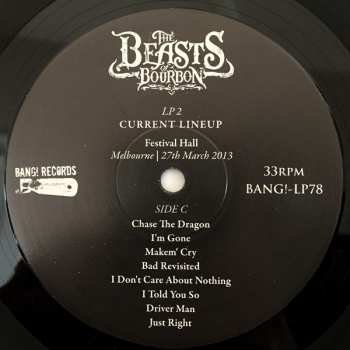 THE
BEASTS
of
BOURBON
LP 2
CURRENT LINEUP
Festival Hall
Melbourne | 27th March 2013
BANG! RECORDS
33RPM
BANG!-LP78
SIDE C
Chase The Dragon
I'm Gone
Makem' Cry
Bad Revisited
I Don't Care About Nothing
I Told You So
Driver Man
Just Right